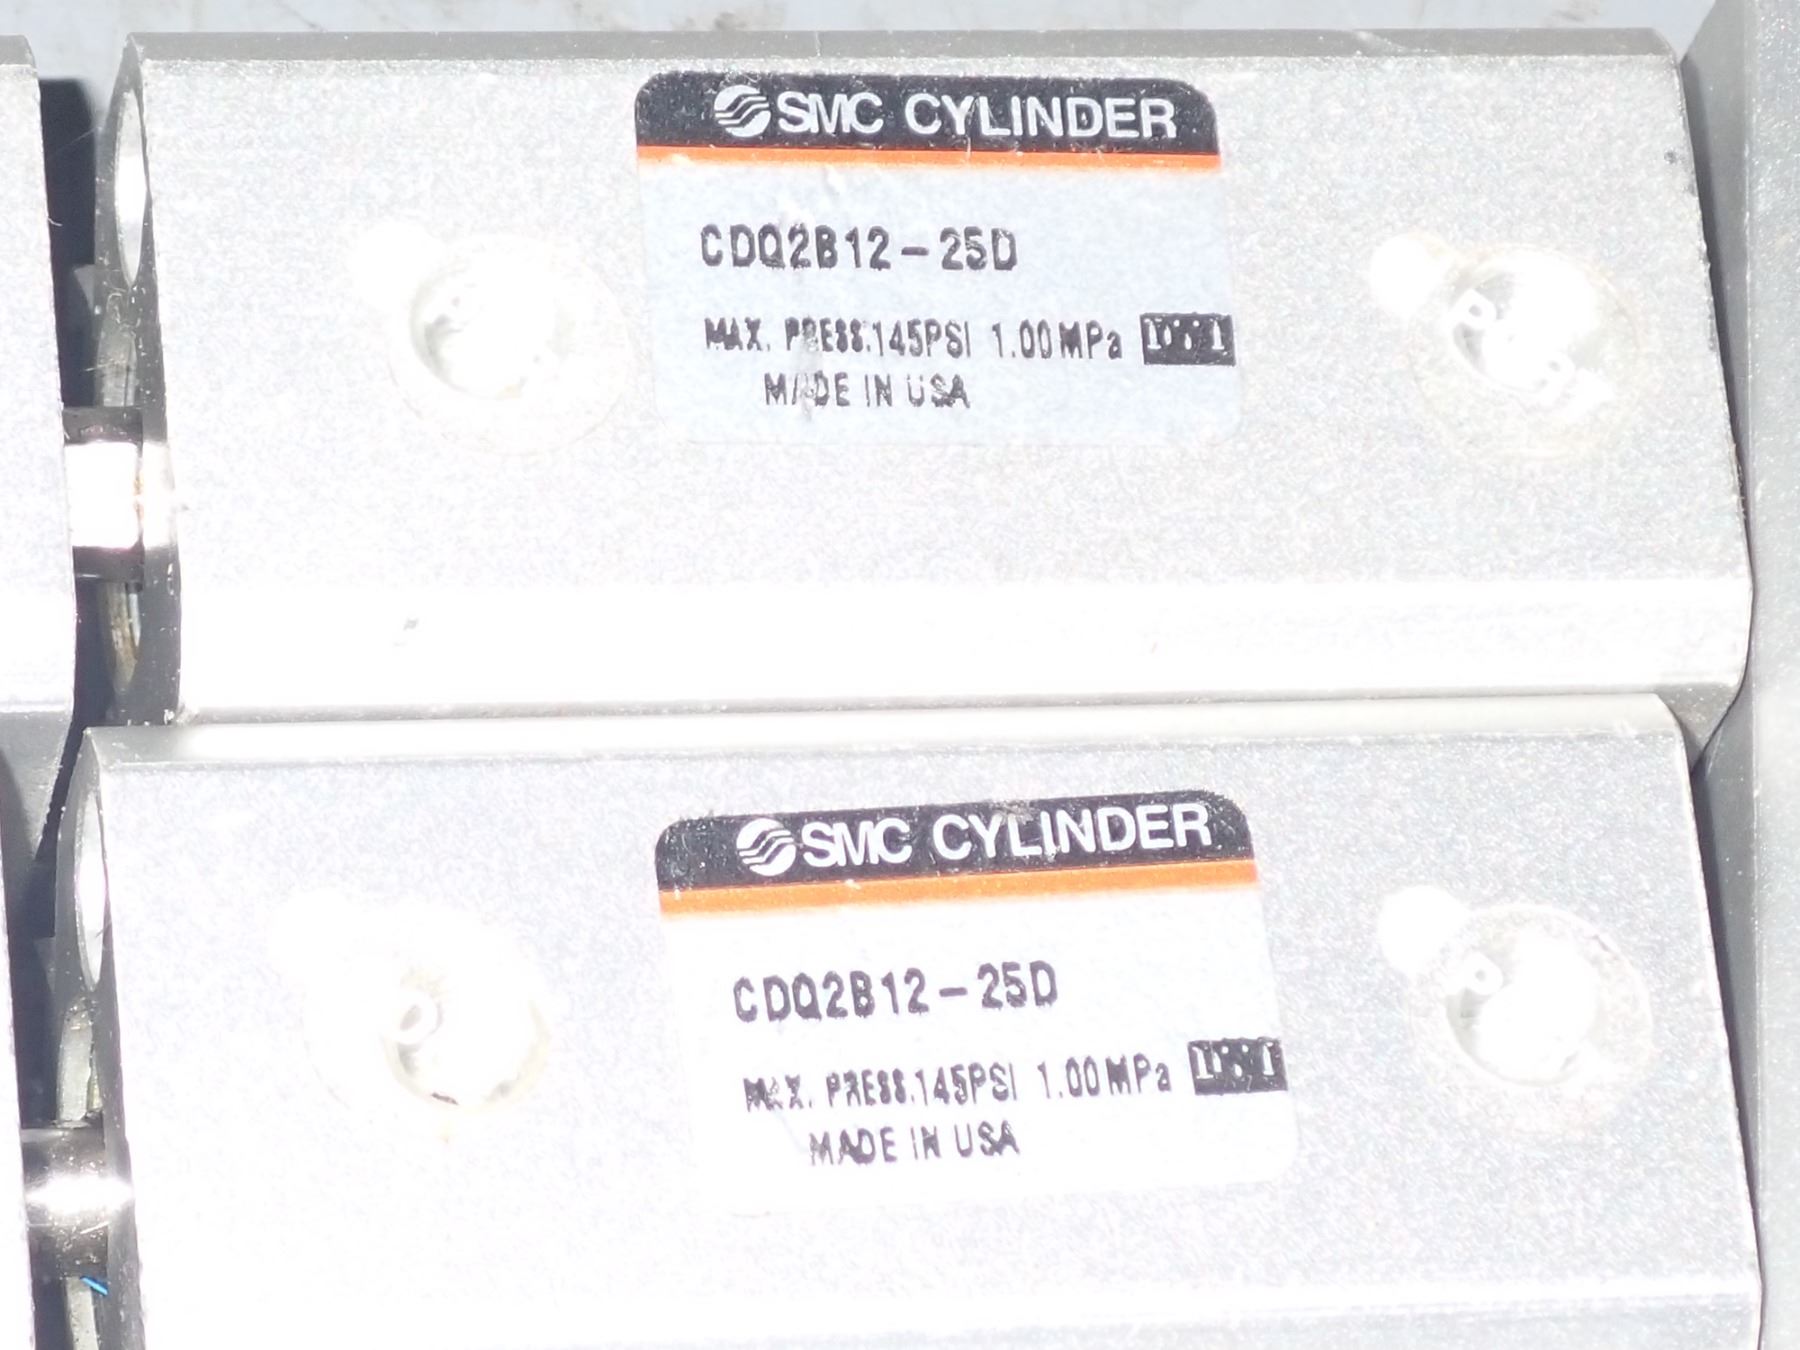 SMC CYLINDER
CDQ2B12-25D
MAX. PRESS.145PSI 1.00MPa
MADE IN USA
SMC CYLINDER
CDQ2B12-25D
MAX. PRESS.145PSI 1.00MPa
MADE IN USA